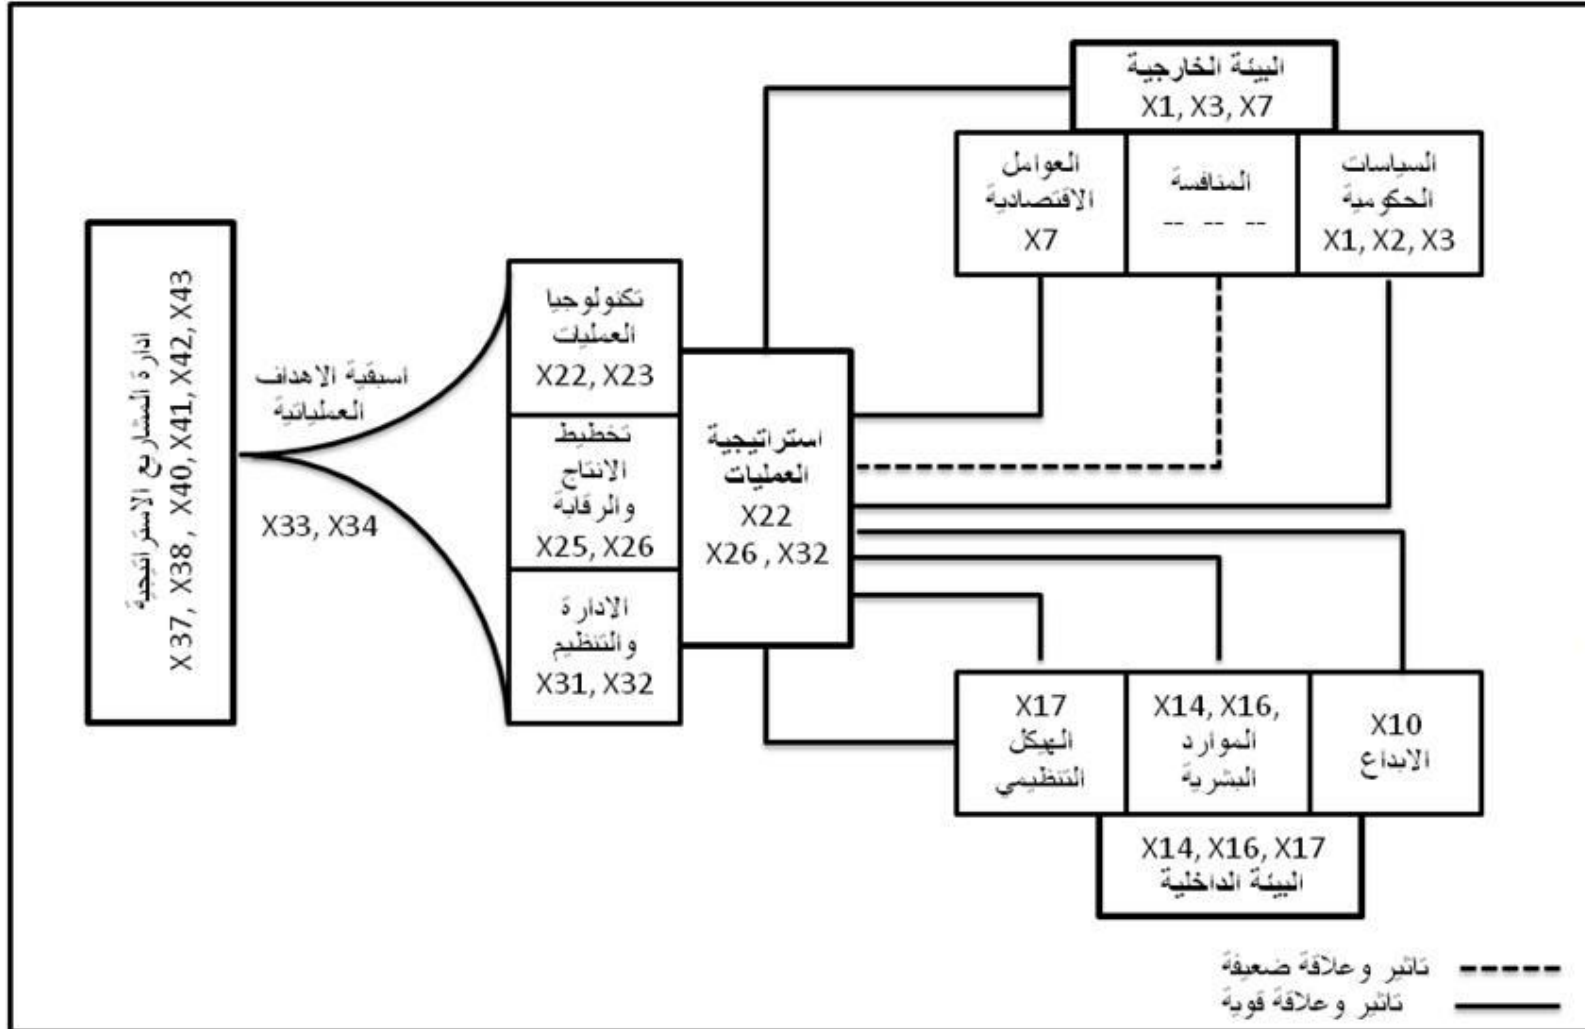 البيئة الخارجية
X1, X3, X7
السياسات
الحكومية
X1, X2, X3
المنافسة
-- -- --
العوامل
الاقتصادية
X7
استراتيجية
العمليات
X22
X26 , X32
تكنولوجيا
العمليات
X22, X23
تخطيط
الانتاج
والرقابة
X25, X26
الادارة
والتنظيم
X31, X32
اسبقية الاهداف
العملياتية
X33, X34
ادارة المشاريع الاستراتيجية
X37, X38 , X40, X41, X42, X43
X10
الابداع
X14, X16,
الموارد
البشرية
X17
الهيكل
التنظيمي
X14, X16, X17
البيئة الداخلية
تاثير وعلاقة ضعيفة
تاثير وعلاقة قوية